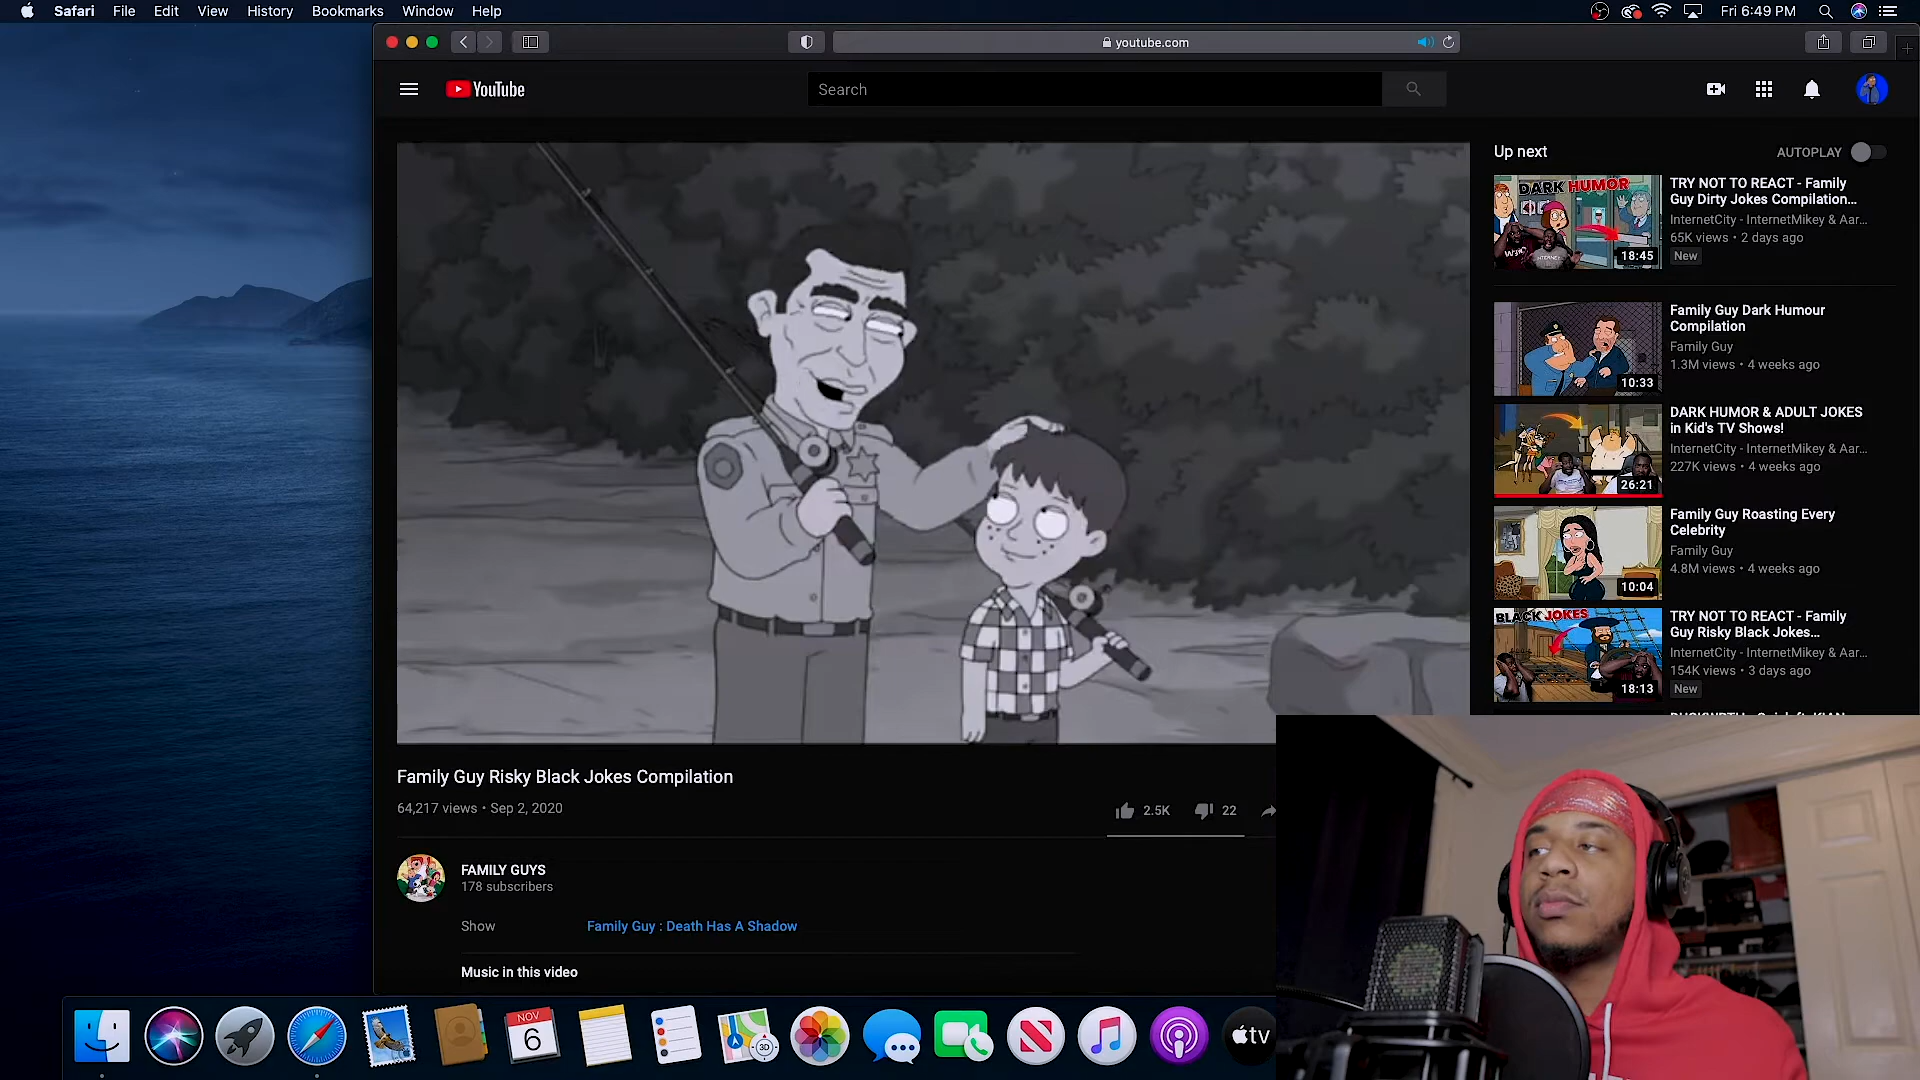 Safari File Edit View History Bookmarks Window Help
Fri 6:49 PM
youtube.com
YouTube
Search
Up next
AUTOPLAY
DARK HUMOR
18:45
TRY NOT TO REACT - Family
Guy Dirty Jokes Compilation...
InternetCity - InternetMikey & Aar...
65K views • 2 days ago
New
10:33
Family Guy Dark Humour
Compilation
Family Guy
1.3M views • 4 weeks ago
26:21
DARK HUMOR & ADULT JOKES
in Kid's TV Shows!
InternetCity - InternetMikey & Aar...
227K views • 4 weeks ago
10:04
Family Guy Roasting Every
Celebrity
Family Guy
4.8M views • 4 weeks ago
BLACK JOKES
18:13
TRY NOT TO REACT - Family
Guy Risky Black Jokes...
InternetCity - InternetMikey & Aar...
154K views • 3 days ago
New
Family Guy Risky Black Jokes Compilation
64,217 views • Sep 2, 2020
2.5K
22
FAMILY GUYS
178 subscribers
Show
Family Guy : Death Has A Shadow
Music in this video
NOV
6
3D
tv